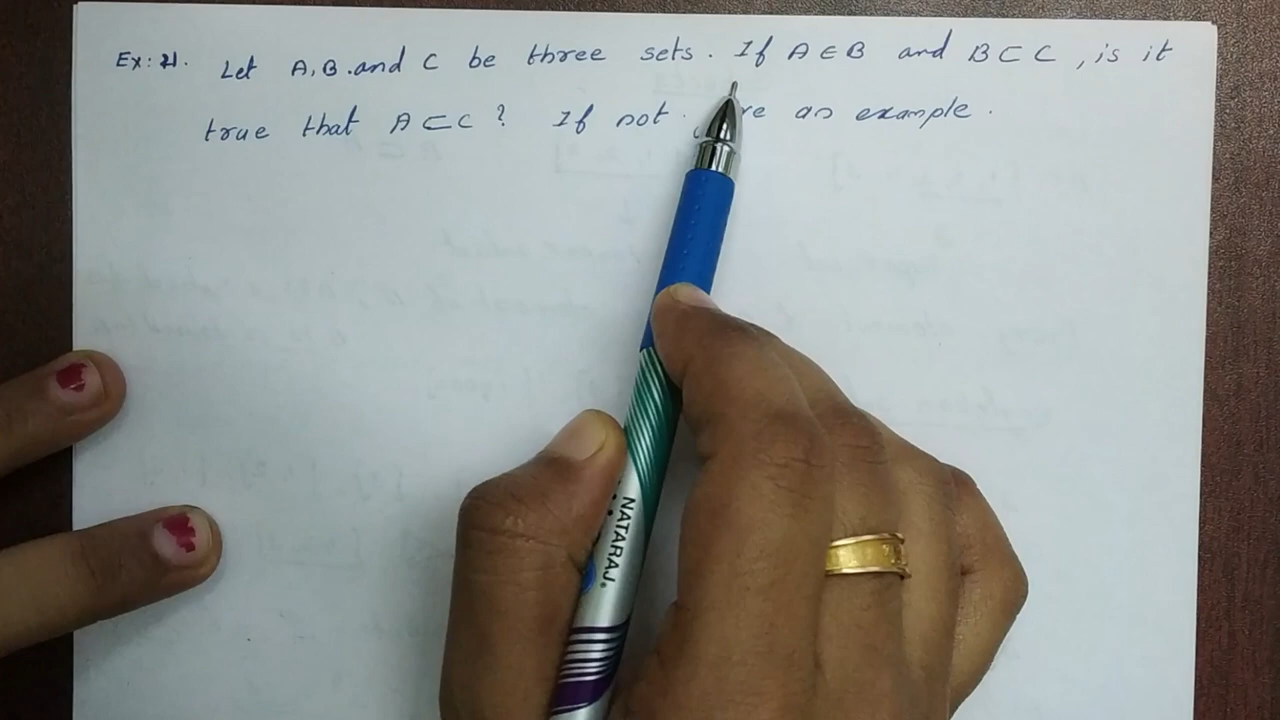 Ex: 21. Let A, B. and C be three sets. If A ∈ B and B ⊂ C, is it
true that A ⊂ C? If not. an example.
NATARAJ